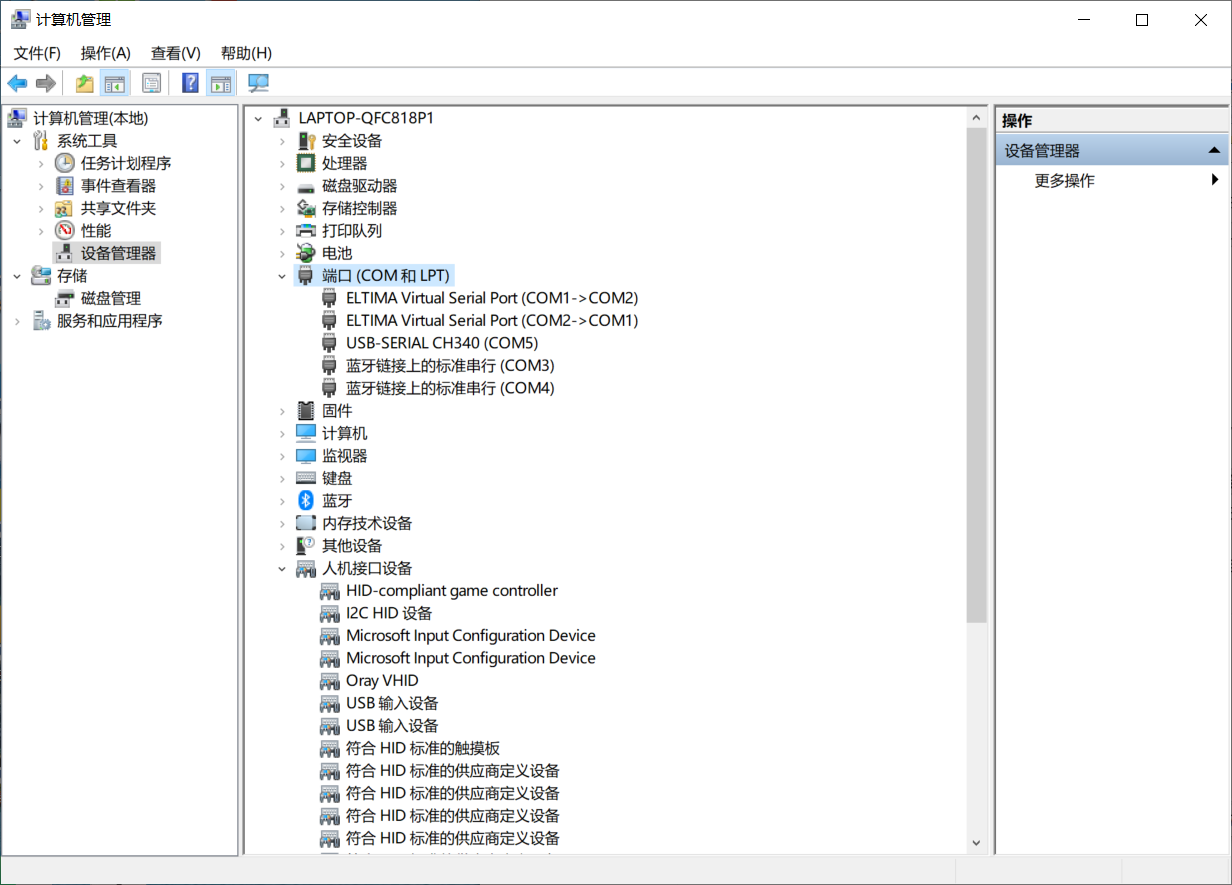 计算机管理
文件(F) 操作(A) 查看(V) 帮助(H)
计算机管理(本地)
系统工具
任务计划程序
事件查看器
共享文件夹
性能
设备管理器
存储
磁盘管理
服务和应用程序
LAPTOP-QFC818P1
安全设备
处理器
磁盘驱动器
存储控制器
打印队列
电池
端口 (COM 和 LPT)
ELTIMA Virtual Serial Port (COM1->COM2)
ELTIMA Virtual Serial Port (COM2->COM1)
USB-SERIAL CH340 (COM5)
蓝牙链接上的标准串行 (COM3)
蓝牙链接上的标准串行 (COM4)
固件
计算机
监视器
键盘
蓝牙
内存技术设备
其他设备
人机接口设备
HID-compliant game controller
I2C HID 设备
Microsoft Input Configuration Device
Microsoft Input Configuration Device
Oray VHID
USB 输入设备
USB 输入设备
符合 HID 标准的触摸板
符合 HID 标准的供应商定义设备
符合 HID 标准的供应商定义设备
符合 HID 标准的供应商定义设备
符合 HID 标准的供应商定义设备
操作
设备管理器
更多操作